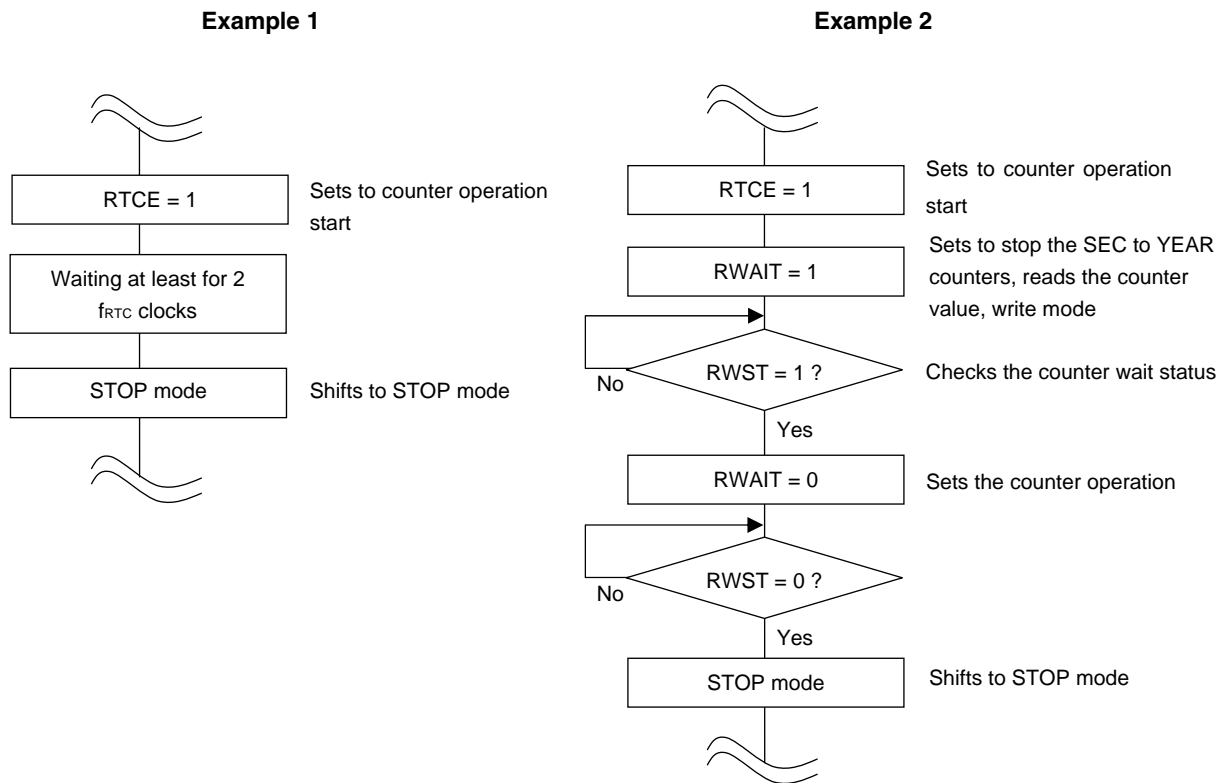 Example 1
RTCE = 1
Sets to counter operation
start
Waiting at least for 2
fRTC clocks
STOP mode
Shifts to STOP mode
Example 2
RTCE = 1
Sets to counter operation
start
RWAIT = 1
Sets to stop the SEC to YEAR
counters, reads the counter
value, write mode
No
RWST = 1 ?
Checks the counter wait status
Yes
RWAIT = 0
Sets the counter operation
No
RWST = 0 ?
Yes
STOP mode
Shifts to STOP mode